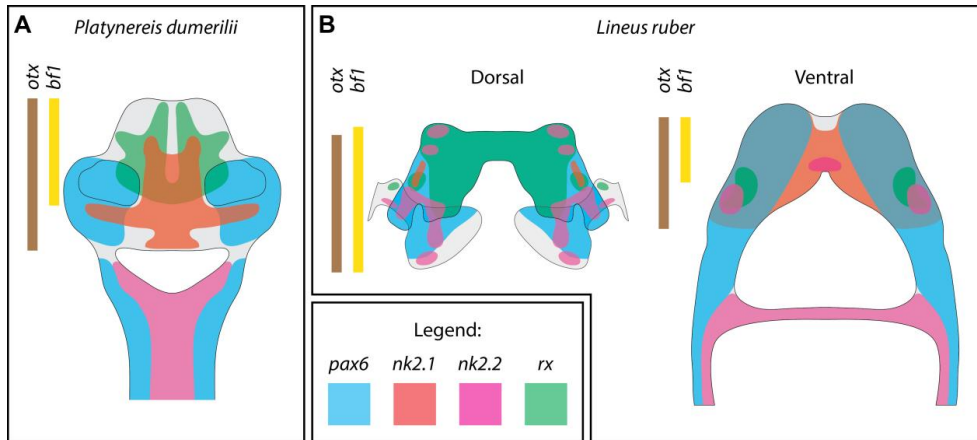 A Platynereis dumerilii
otx
bf1
B Lineus ruber
Dorsal
otx
bf1
Ventral
otx
bf1
Legend:
pax6 nk2.1 nk2.2 rx